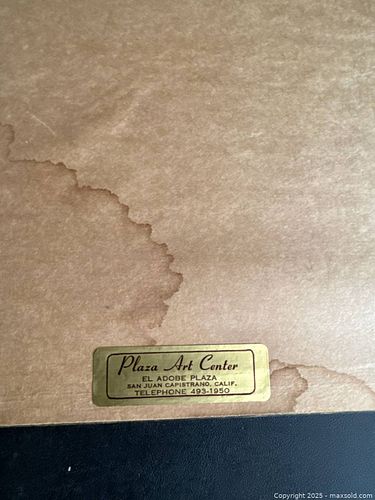 Plaza Art Center
EL ADOBE PLAZA
SAN JUAN CAPISTRANO, CALIF.
TELEPHONE 493-1950
Copyright 2025 - maxsold.com